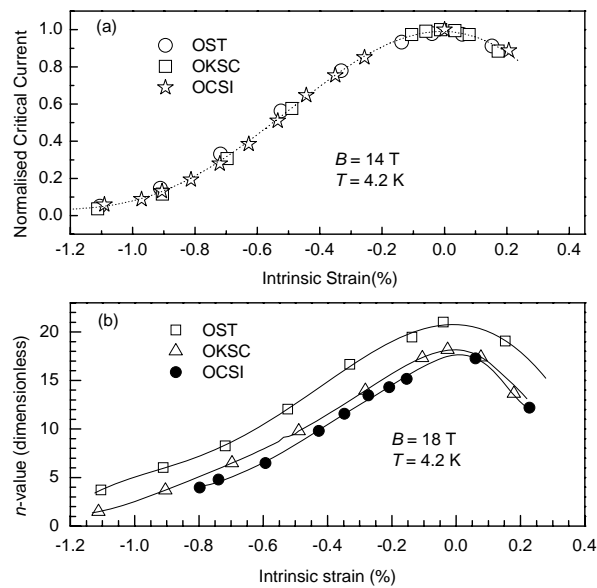 (a)
OST
OKSC
OCSI
B = 14 T
T = 4.2 K
Normalised Critical Current
1.0
0.8
0.6
0.4
0.2
0.0
-1.2 -1.0 -0.8 -0.6 -0.4 -0.2 0.0 0.2 0.4
Intrinsic Strain(%)
(b)
OST
OKSC
OCSI
B = 18 T
T = 4.2 K
n-value (dimensionless)
20
15
10
5
0
-1.2 -1.0 -0.8 -0.6 -0.4 -0.2 0.0 0.2 0.4
Intrinsic strain (%)